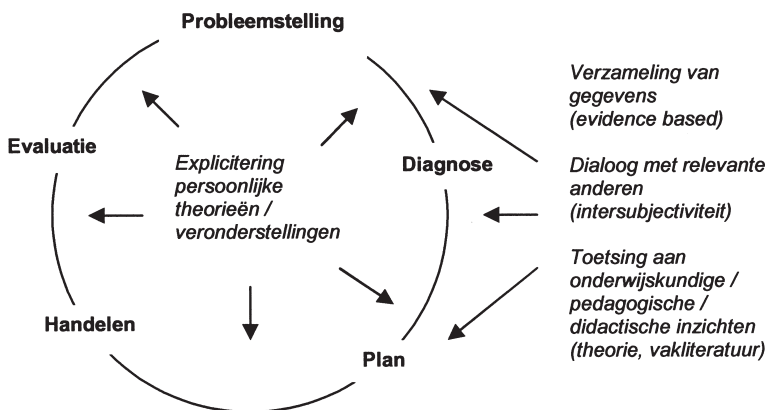 Probleemstelling
Evaluatie
Explicitering
persoonlijke
theorieën /
veronderstellingen
Diagnose
Handelen
Plan
Verzameling van
gegevens
(evidence based)
Dialoog met relevante
anderen
(intersubjectiviteit)
Toetsing aan
onderwijskundige /
pedagogische /
didactische inzichten
(theorie, vakliteratuur)